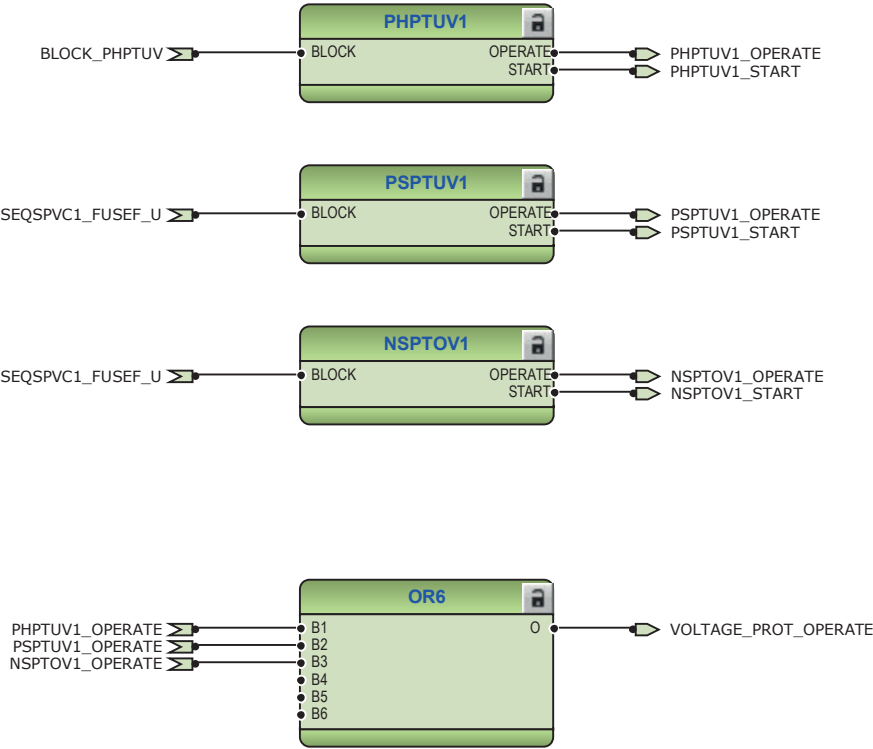 PHPTUV1
BLOCK_PHPTUV BLOCK OPERATE PHPTUV1_OPERATE
START PHPTUV1_START
PSPTUV1
SEQSPVC1_FUSEF_U BLOCK OPERATE PSPTUV1_OPERATE
START PSPTUV1_START
NSPTOV1
SEQSPVC1_FUSEF_U BLOCK OPERATE NSPTOV1_OPERATE
START NSPTOV1_START
OR6
PHPTUV1_OPERATE B1 O VOLTAGE_PROT_OPERATE
PSPTUV1_OPERATE B2
NSPTOV1_OPERATE B3
B4
B5
B6